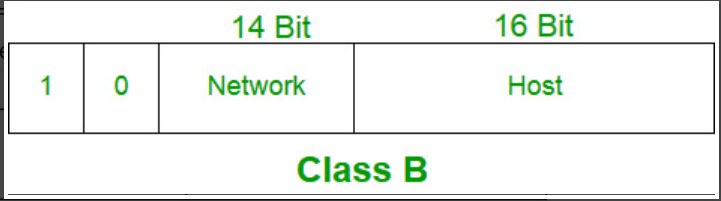 14 Bit 16 Bit
1 0 Network Host
Class B